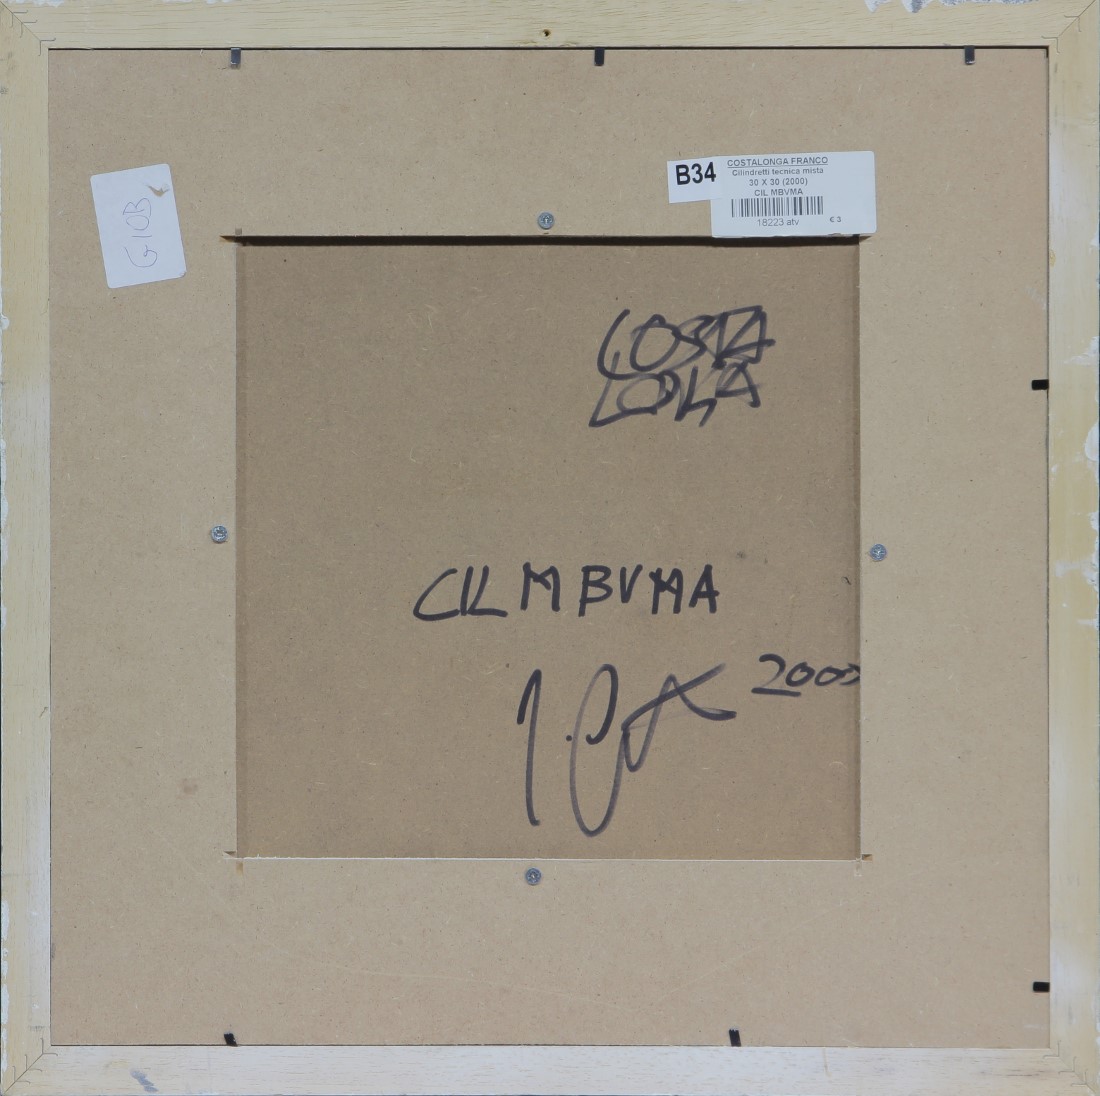 B34
COSTALONGA FRANCO
Cilindretti tecnica mista
30 X 30 (2000)
CIL MBVMA
18223 atv € 3
G 10B
COSTA
LONGA
CIL MBVMA
2000